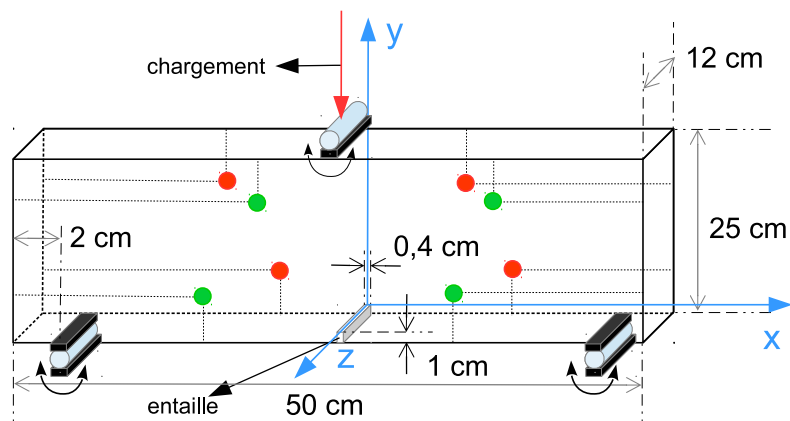 y
12 cm
chargement
25 cm
2 cm
0,4 cm
x
z
1 cm
entaille
50 cm